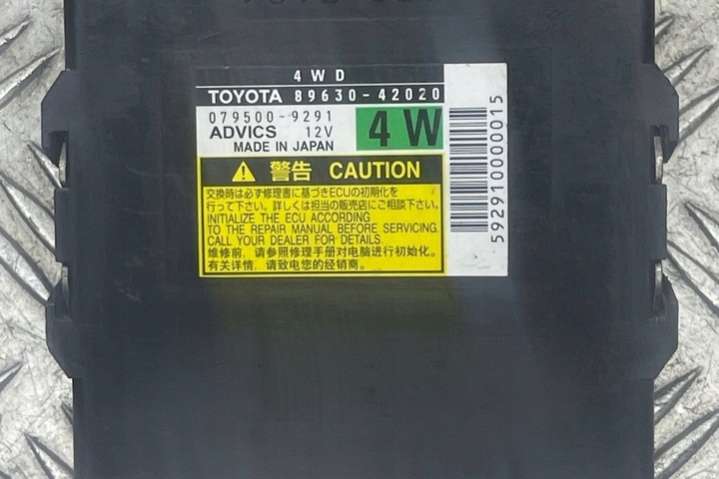 4WD
TOYOTA 89630-42020
079500-9291
ADVICS 12V
MADE IN JAPAN
4W
592910000015
警告 CAUTION
交換時は必ず修理書に基づきECUの初期化を
行って下さい。詳しくは担当の販売店にご相談下さい。
INITIALIZE THE ECU ACCORDING
TO THE REPAIR MANUAL BEFORE SERVICING.
CALL YOUR DEALER FOR DETAILS.
维修前，请参照修理手册对电脑进行初始化。
有关详情，请致电您的经销商。